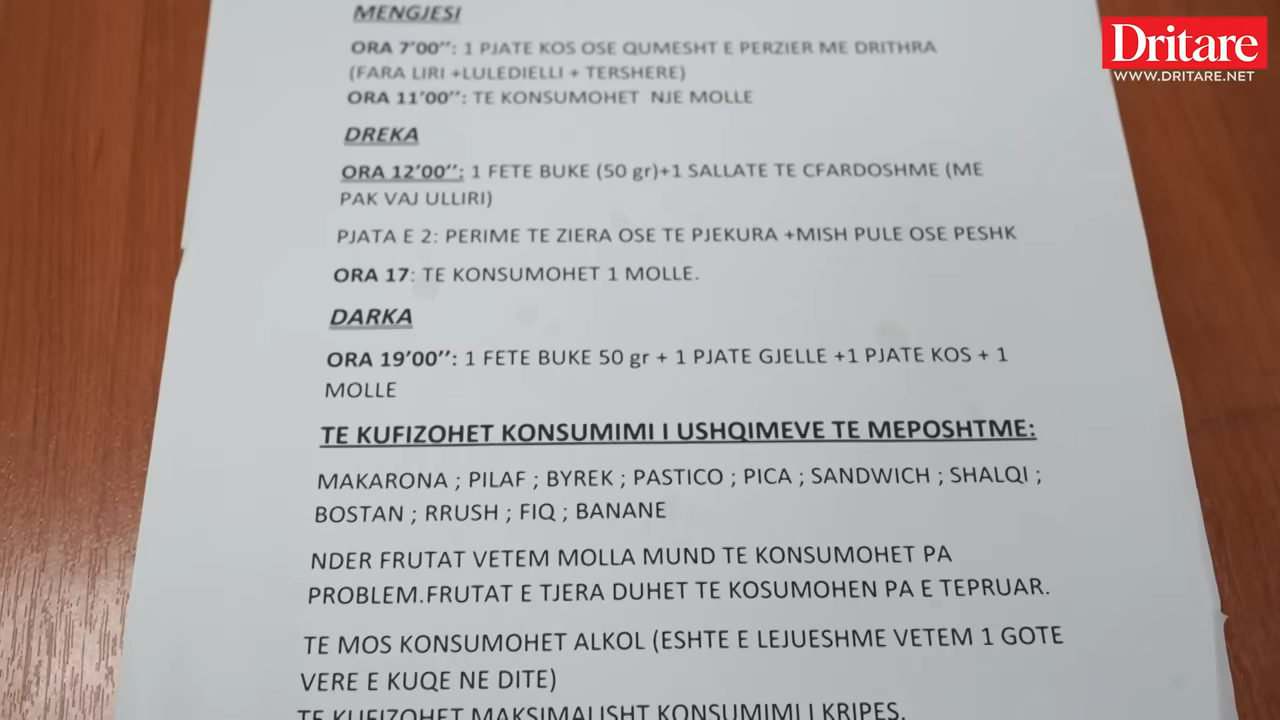 Dritare
WWW.DRITARE.NET
MENGJESI
ORA 7'00'': 1 PJATE KOS OSE QUMESHT E PERZIER ME DRITHRA
(FARA LIRI +LULEDIELLI + TERSHERE)
ORA 11'00'': TE KONSUMOHET NJE MOLLE
DREKA
ORA 12'00'': 1 FETE BUKE (50 gr)+1 SALLATE TE CFARDOSHME (ME
PAK VAJ ULLIRI)
PJATA E 2: PERIME TE ZIERA OSE TE PJEKURA +MISH PULE OSE PESHK
ORA 17: TE KONSUMOHET 1 MOLLE.
DARKA
ORA 19'00'': 1 FETE BUKE 50 gr + 1 PJATE GJELLE +1 PJATE KOS + 1
MOLLE
TE KUFIZOHET KONSUMIMI I USHQIMEVE TE MEPOSHTME:
MAKARONA ; PILAF ; BYREK ; PASTICO ; PICA ; SANDWICH ; SHALQI ;
BOSTAN ; RRUSH ; FIQ ; BANANE
NDER FRUTAT VETEM MOLLA MUND TE KONSUMOHET PA
PROBLEM.FRUTAT E TJERA DUHET TE KOSUMOHEN PA E TEPRUAR.
TE MOS KONSUMOHET ALKOL (ESHTE E LEJUESHME VETEM 1 GOTE
VERE E KUQE NE DITE)
TE KUFIZOHET MAKSIMALISHT KONSUMIMI I KRIPES.